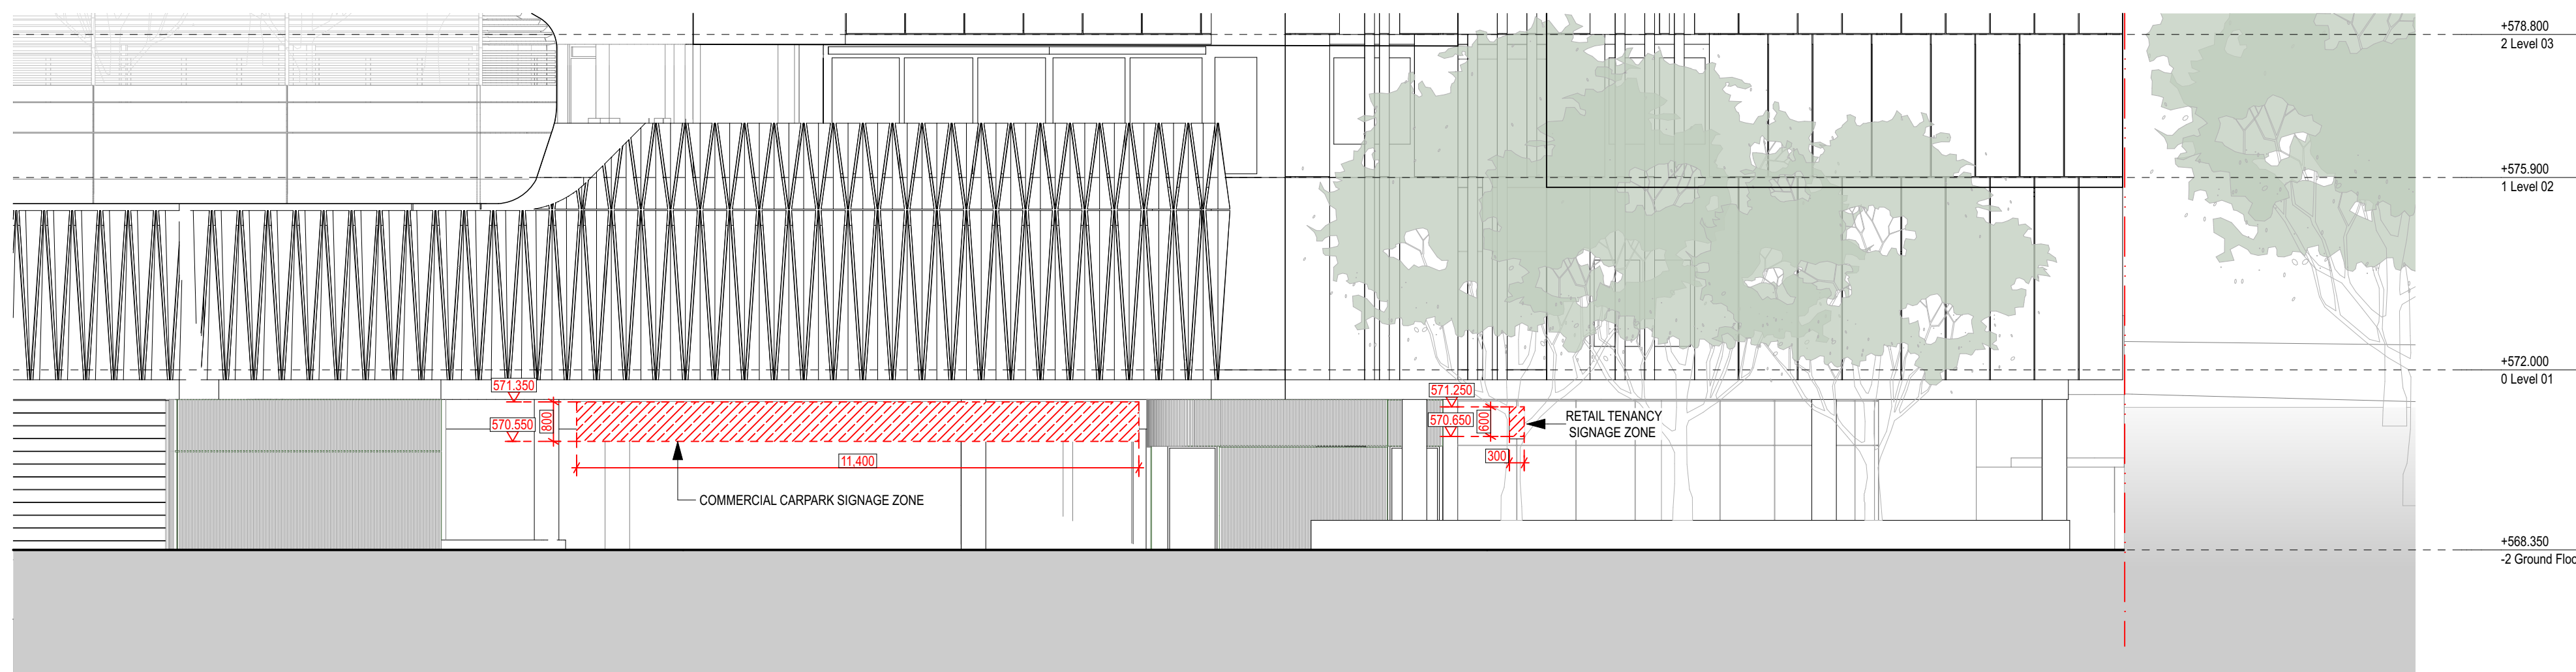 +578.800
2 Level 03
+575.900
1 Level 02
+572.000
0 Level 01
571.350
570.550
800
11,400
COMMERCIAL CARPARK SIGNAGE ZONE
571.250
570.650
600
300
RETAIL TENANCY
SIGNAGE ZONE
+568.350
-2 Ground Floo